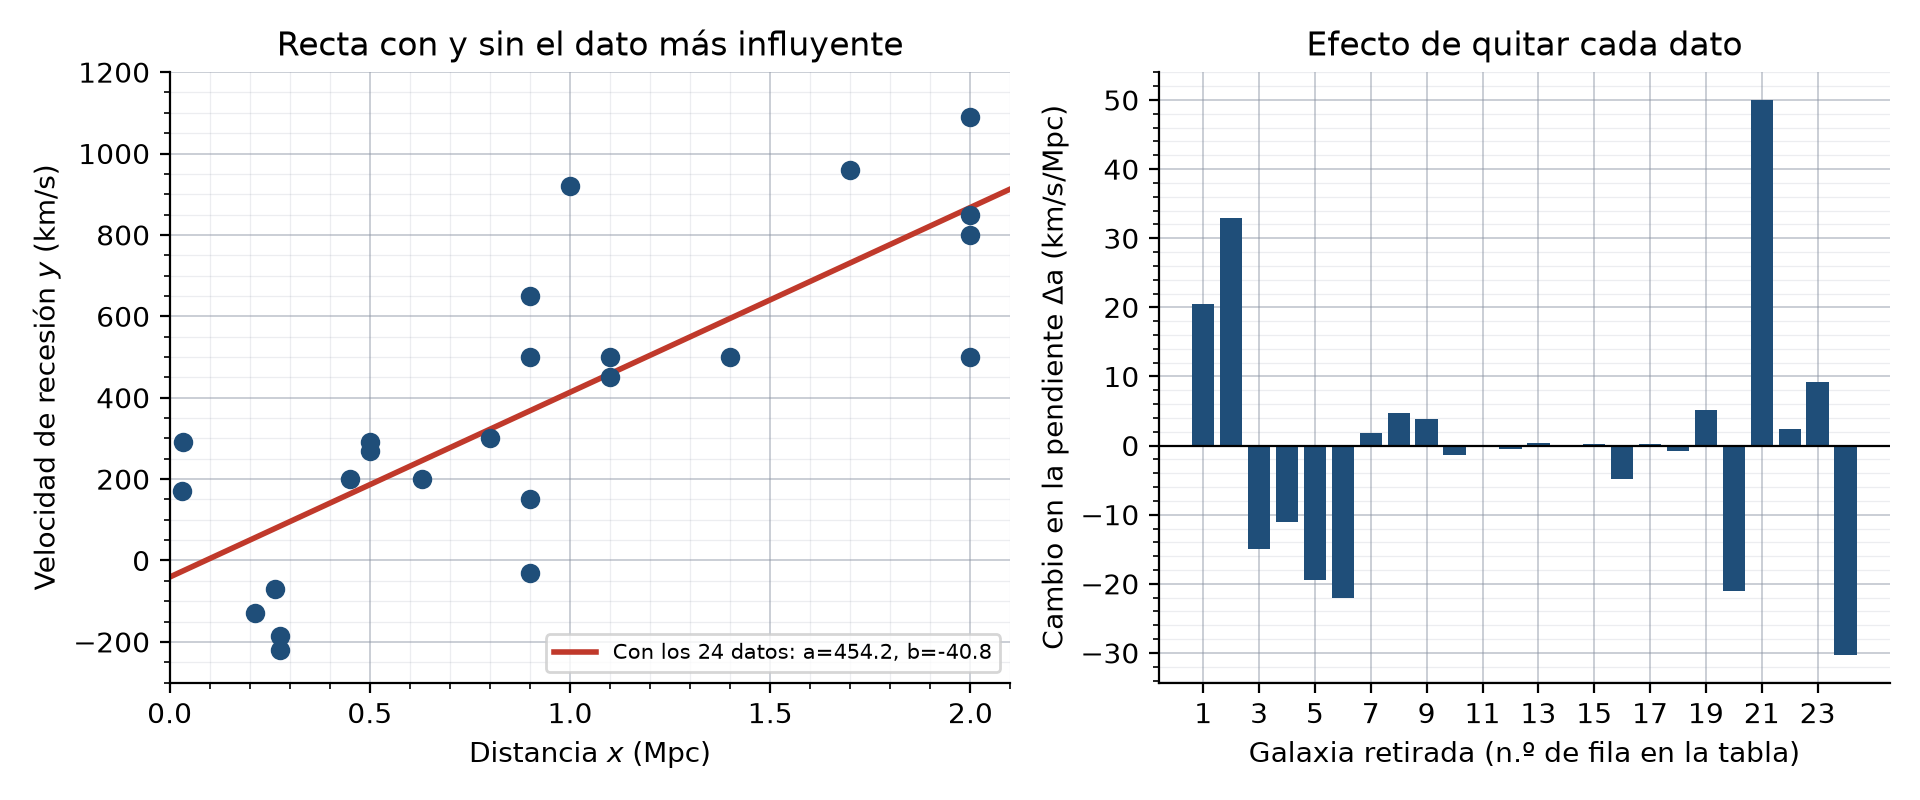 Recta con y sin el dato más influyente
1200
1000
800
600
400
200
0
−200
Velocidad de recesión y (km/s)
Con los 24 datos: a=454.2, b=-40.8
0.0 0.5 1.0 1.5 2.0
Distancia x (Mpc)
Efecto de quitar cada dato
50
40
30
20
10
0
−10
−20
−30
Cambio en la pendiente Δa (km/s/Mpc)
1 3 5 7 9 11 13 15 17 19 21 23
Galaxia retirada (n.º de fila en la tabla)